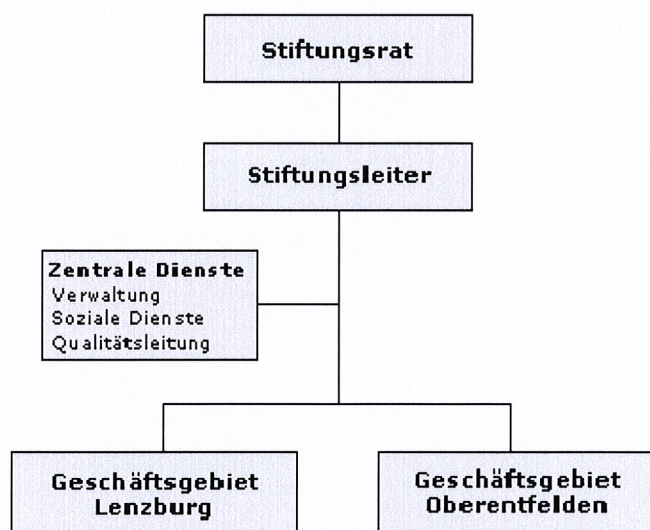 Stiftungsrat
Stiftungsleiter
Zentrale Dienste
Verwaltung
Soziale Dienste
Qualitätsleitung
Geschäftsgebiet
Lenzburg
Geschäftsgebiet
Oberentfelden